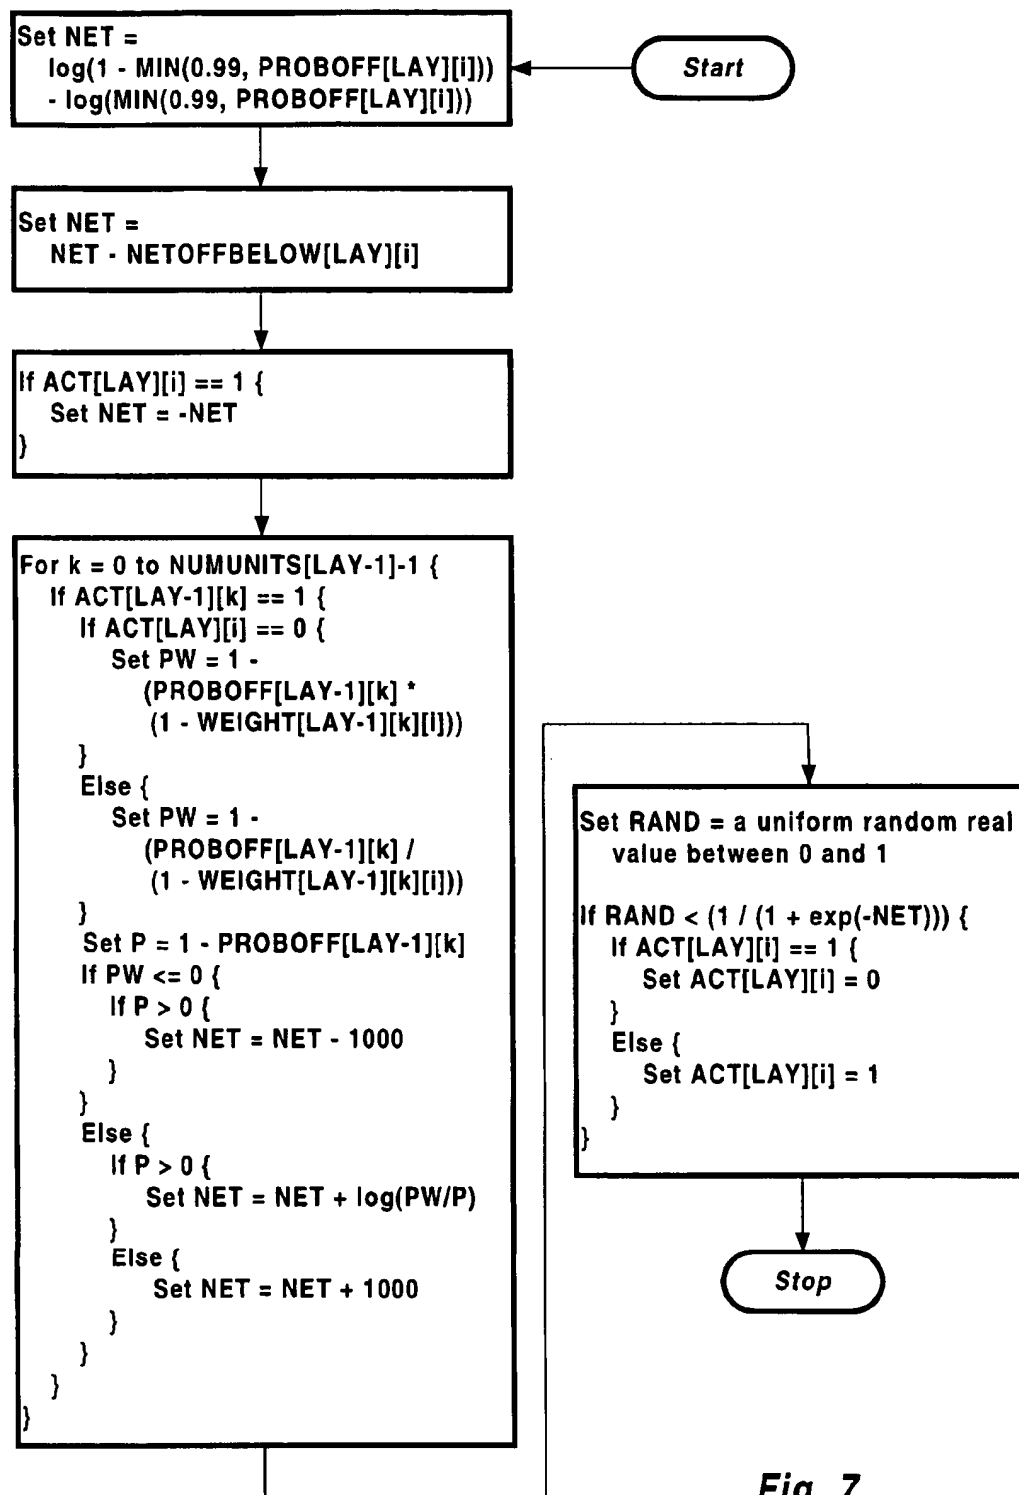 Start
Set NET =
log(1 - MIN(0.99, PROBOFF[LAY][i]))
- log(MIN(0.99, PROBOFF[LAY][i]))
Set NET =
NET - NETOFFBELOW[LAY][i]
If ACT[LAY][i] == 1 {
Set NET = -NET
}
For k = 0 to NUMUNITS[LAY-1]-1 {
If ACT[LAY-1][k] == 1 {
If ACT[LAY][i] == 0 {
Set PW = 1 -
(PROBOFF[LAY-1][k] *
(1 - WEIGHT[LAY-1][k][i]))
}
Else {
Set PW = 1 -
(PROBOFF[LAY-1][k] /
(1 - WEIGHT[LAY-1][k][i]))
}
Set P = 1 - PROBOFF[LAY-1][k]
If PW <= 0 {
If P > 0 {
Set NET = NET - 1000
}
}
Else {
If P > 0 {
Set NET = NET + log(PW/P)
}
Else {
Set NET = NET + 1000
}
}
}
}
Set RAND = a uniform random real
value between 0 and 1
If RAND < (1 / (1 + exp(-NET))) {
If ACT[LAY][i] == 1 {
Set ACT[LAY][i] = 0
}
Else {
Set ACT[LAY][i] = 1
}
}
Stop
Fig. 7